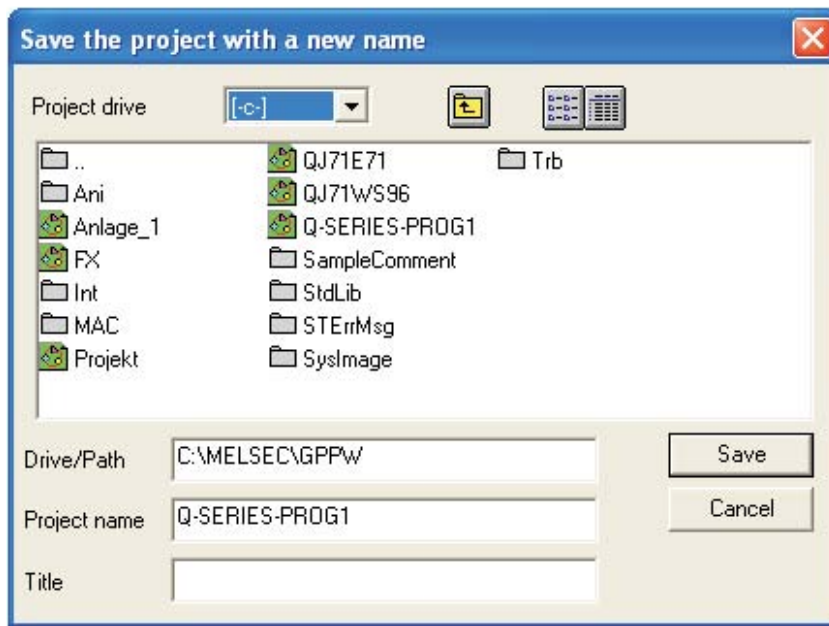 Save the project with a new name
Project drive [-c-]
..
Ani
Anlage_1
FX
Int
MAC
Projekt
QJ71E71
QJ71WS96
Q-SERIES-PROG1
SampleComment
StdLib
STErrMsg
SysImage
Trb
Drive/Path C:\MELSEC\GPPW
Save
Project name Q-SERIES-PROG1
Cancel
Title